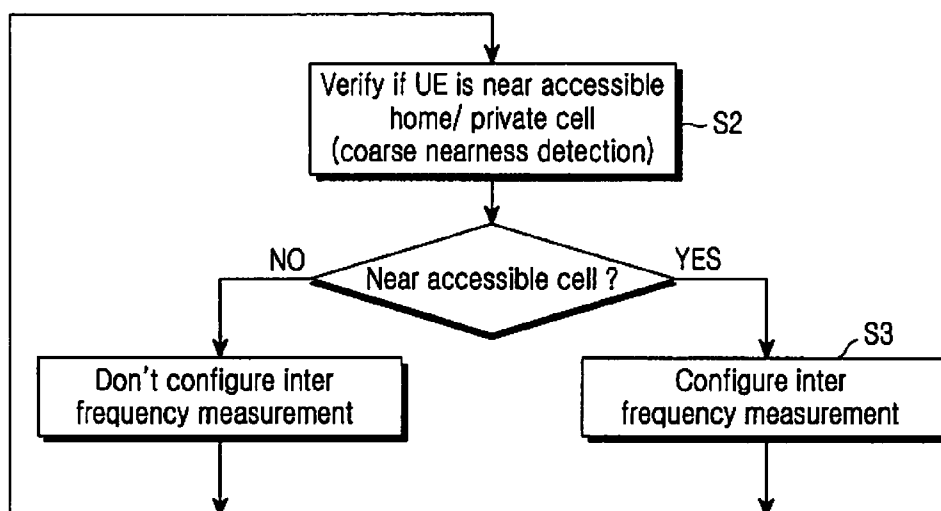 Verify if UE is near accessible
home/ private cell
(coarse nearness detection)
S2
NO
Near accessible cell ?
YES
S3
Don't configure inter
frequency measurement
Configure inter
frequency measurement